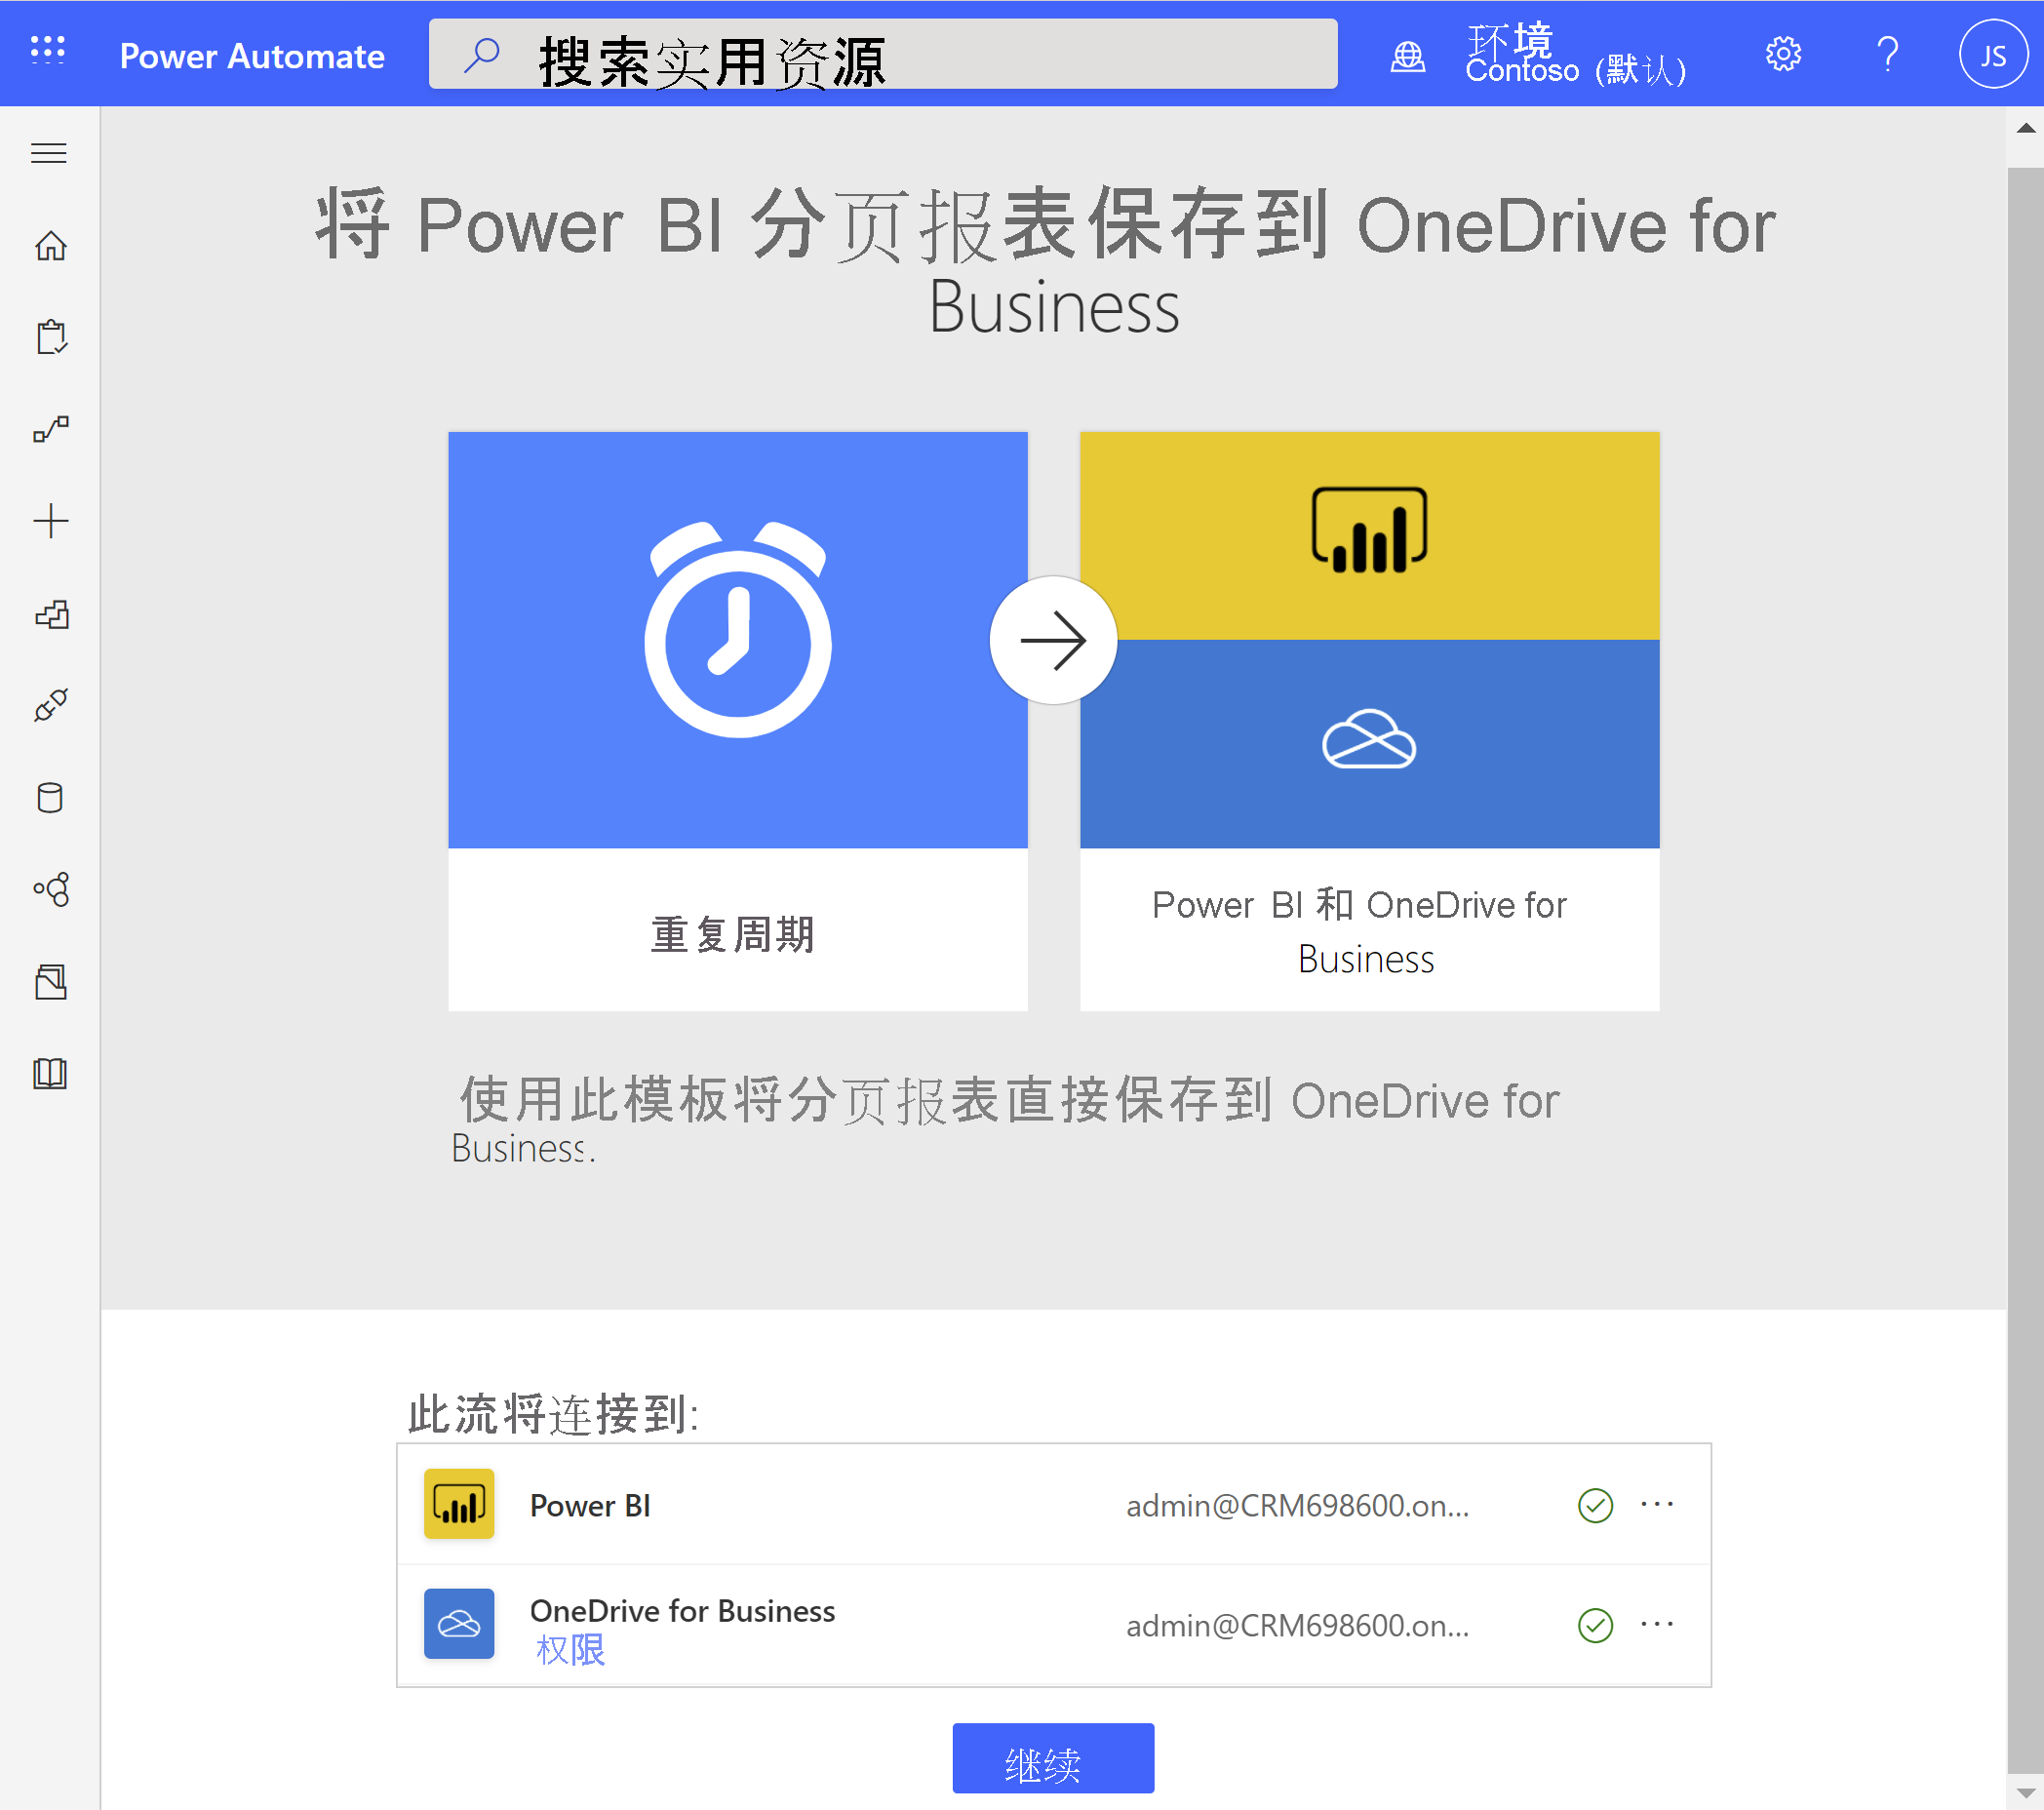 Power Automate
搜索实用资源
环境
Contoso (默认)
JS
将 Power BI 分页报表保存到 OneDrive for
Business
重复周期
Power BI 和 OneDrive for
Business
使用此模板将分页报表直接保存到 OneDrive for
Business.
此流将连接到:
Power BI
admin@CRM698600.on...
OneDrive for Business
权限
admin@CRM698600.on...
继续